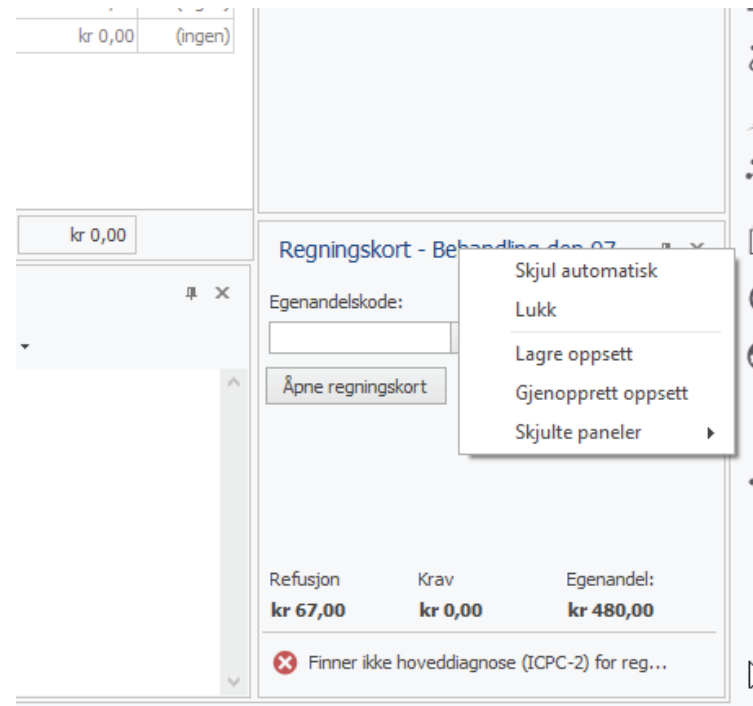 kr 0,00 (ingen)
kr 0,00
Regningskort - Behandling den 07
Skjul automatisk
Egenandelskode:
Lukk
Lagre oppsett
Åpne regningskort
Gjenopprett oppsett
Skjulte paneler
Refusjon Krav Egenandel:
kr 67,00 kr 0,00 kr 480,00
Finner ikke hoveddiagnose (ICPC-2) for reg...